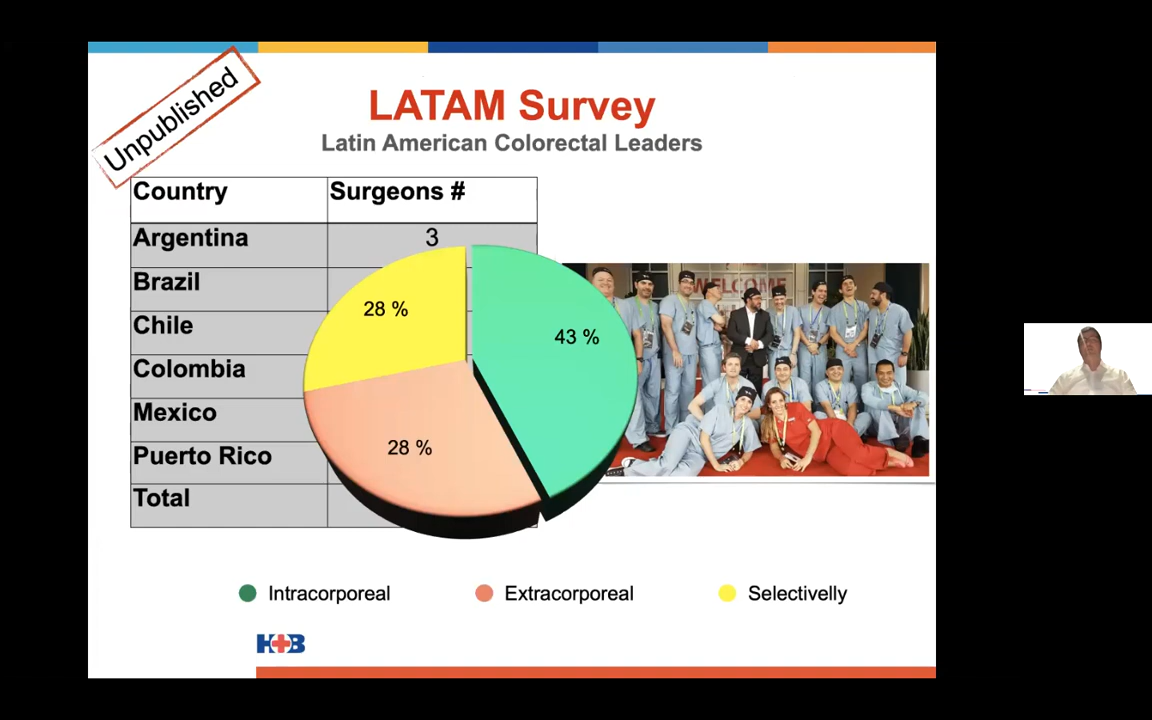 Unpublished
LATAM Survey
Latin American Colorectal Leaders
Country Surgeons #
Argentina 3
Brazil
Chile
Colombia
Mexico
Puerto Rico
Total
28 %
43 %
28 %
WELCOME
Intracorporeal Extracorporeal Selectivelly
H+B